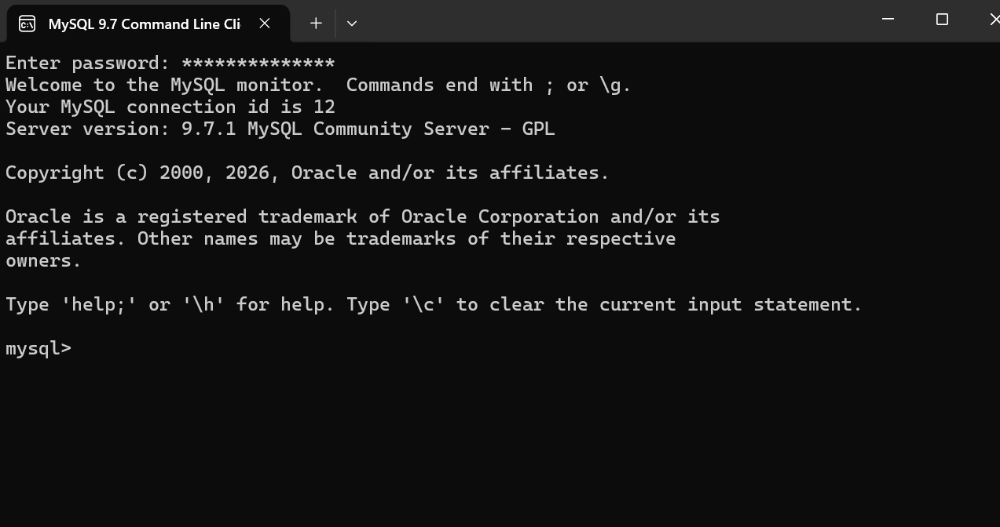 MySQL 9.7 Command Line Cli
Enter password: **************
Welcome to the MySQL monitor.  Commands end with ; or \g.
Your MySQL connection id is 12
Server version: 9.7.1 MySQL Community Server - GPL

Copyright (c) 2000, 2026, Oracle and/or its affiliates.

Oracle is a registered trademark of Oracle Corporation and/or its
affiliates. Other names may be trademarks of their respective
owners.

Type 'help;' or '\h' for help. Type '\c' to clear the current input statement.

mysql>